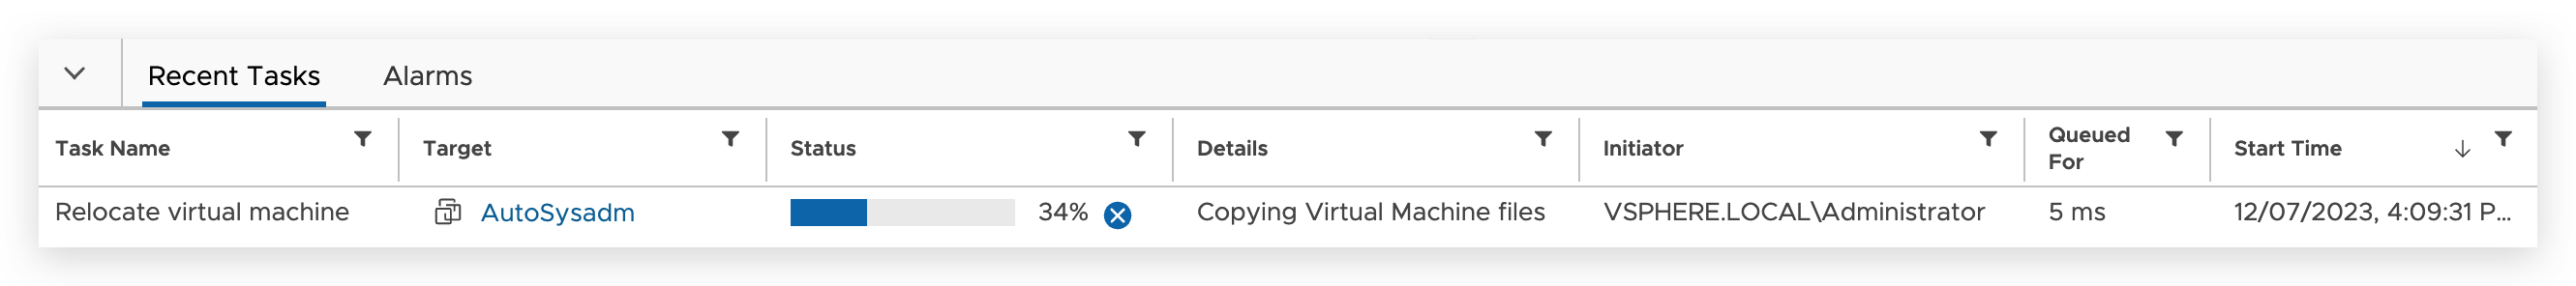 Recent Tasks Alarms
Task Name Target Status Details Initiator Queued For Start Time
Relocate virtual machine AutoSysadm 34% Copying Virtual Machine files VSPHERE.LOCAL\Administrator 5 ms 12/07/2023, 4:09:31 P...